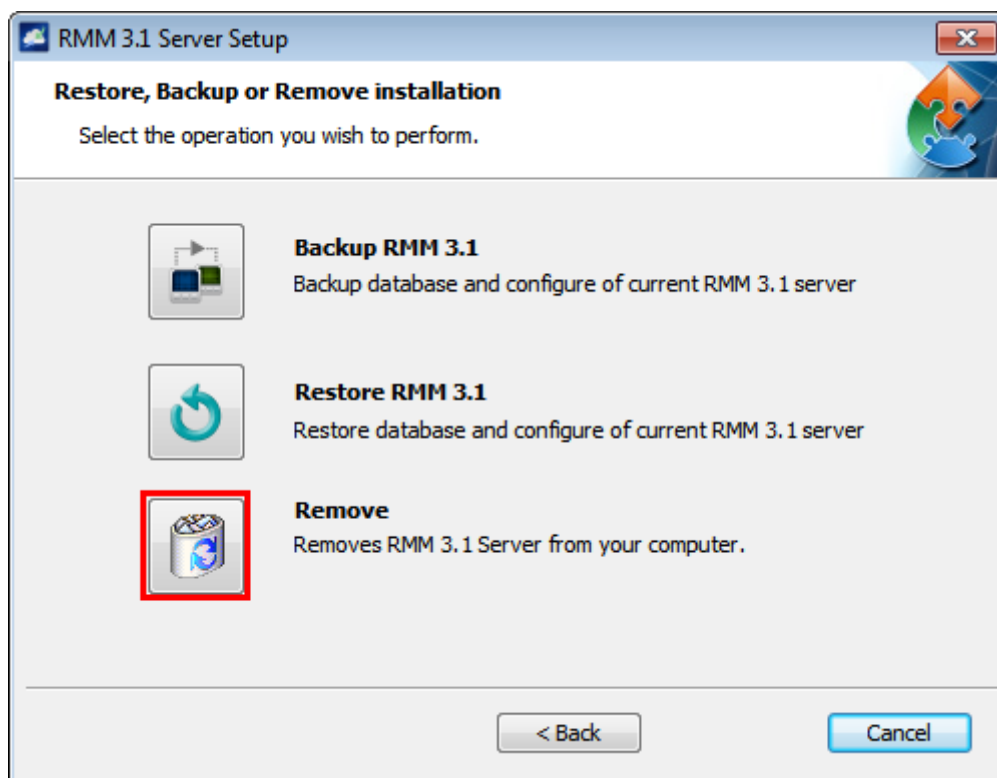 RMM 3.1 Server Setup
Restore, Backup or Remove installation
Select the operation you wish to perform.
Backup RMM 3.1
Backup database and configure of current RMM 3.1 server
Restore RMM 3.1
Restore database and configure of current RMM 3.1 server
Remove
Removes RMM 3.1 Server from your computer.
< Back
Cancel